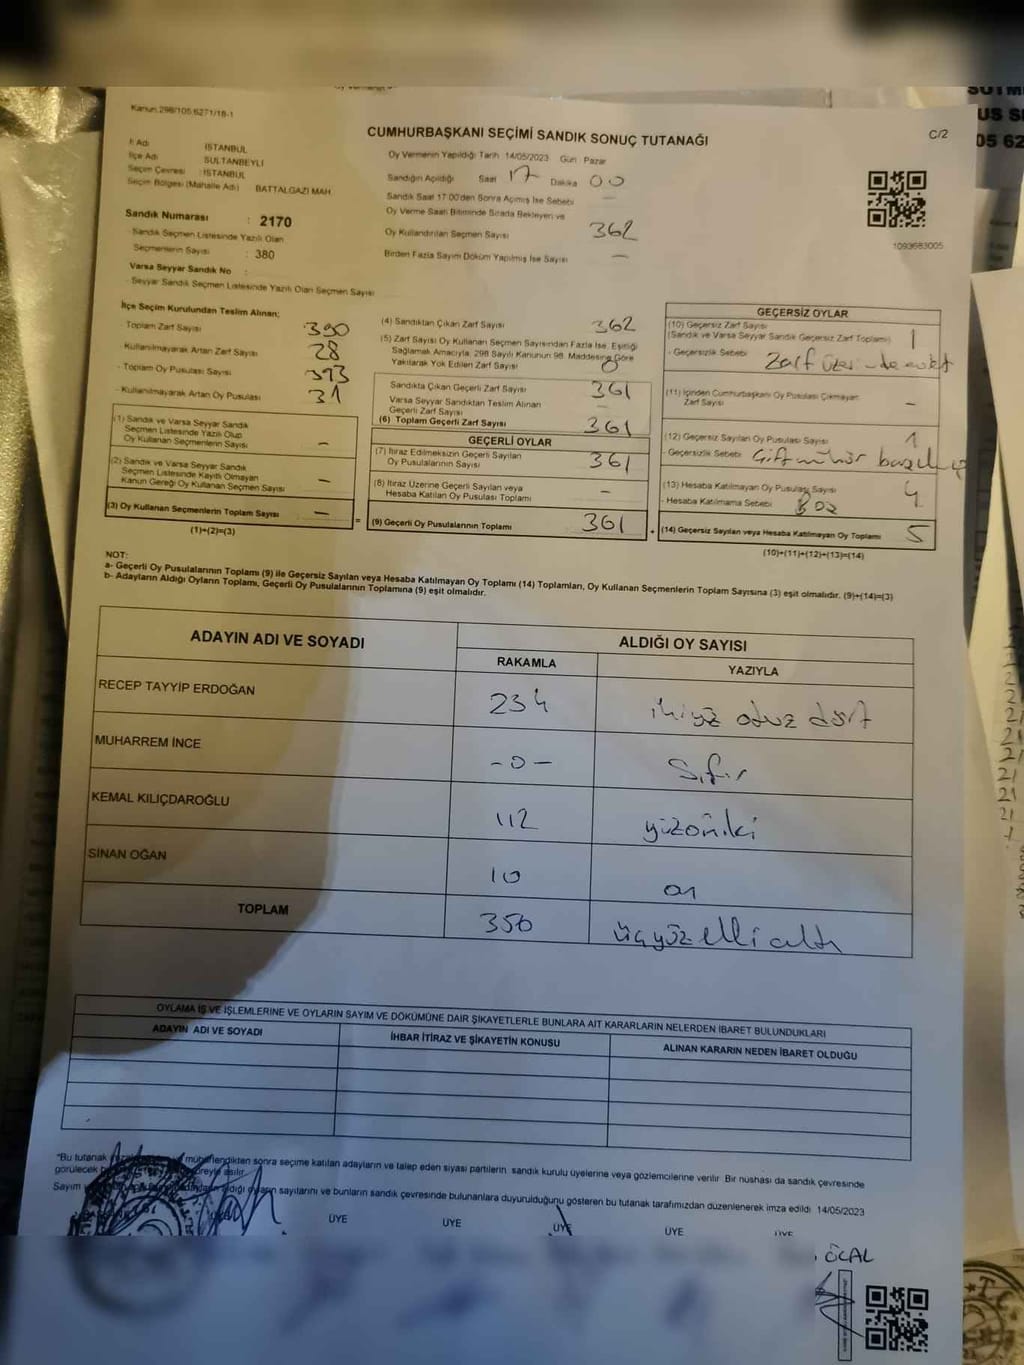 Kanun 298/105 6271/18-1
CUMHURBAŞKANI SEÇİMİ SANDIK SONUÇ TUTANAĞI
C/2
İl Adı İSTANBUL
İlçe Adı SULTANBEYLİ
Seçim Çevresi : İSTANBUL
Seçim Bölgesi (Mahalle Adı) BATTALGAZİ MAH.
Sandık Numarası : 2170
Sandık Seçmen Listesinde Yazılı Olan
Seçmenlerin Sayısı : 380
Varsa Seyyar Sandık No :
Seyyar Sandık Seçmen Listesinde Yazılı Olan Seçmen Sayısı
Oy Vermenin Yapıldığı Tarih 14/05/2023 Gün Pazar
Sandığın Açıldığı Saat 17 Dakika 00
Sandık Saat 17.00'den Sonra Açılmış İse Sebebi —
Oy Verme Saati Bitiminde Sırada Bekleyen ve
Oy Kullandırılan Seçmen Sayısı 362
Birden Fazla Sayım Döküm Yapılmış İse Sayısı —
1093683005
İlçe Seçim Kurulundan Teslim Alınan:
- Toplam Zarf Sayısı 390
- Kullanılmayarak Artan Zarf Sayısı 28
- Toplam Oy Pusulası Sayısı 393
- Kullanılmayarak Artan Oy Pusulası 31
(1) Sandık ve Varsa Seyyar Sandık
Seçmen Listesinde Yazılı Olup
Oy Kullanan Seçmenlerin Sayısı —
(2) Sandık ve Varsa Seyyar Sandık
Seçmen Listesinde Kayıtlı Olmayan
Kanun Gereği Oy Kullanan Seçmen Sayısı —
(3) Oy Kullanan Seçmenlerin Toplam Sayısı —
(1)+(2)=(3)
(4) Sandıktan Çıkan Zarf Sayısı 362
(5) Zarf Sayısı Oy Kullanan Seçmen Sayısından Fazla İse, Eşitliği
Sağlamak Amacıyla, 298 Sayılı Kanunun 98. Maddesine Göre
Yakılarak Yok Edilen Zarf Sayısı 0
Sandıkta Çıkan Geçerli Zarf Sayısı 361
Varsa Seyyar Sandıktan Teslim Alınan
Geçerli Zarf Sayısı —
(6) Toplam Geçerli Zarf Sayısı 361
GEÇERLİ OYLAR
(7) İtiraz Edilmeksizin Geçerli Sayılan
Oy Pusulalarının Sayısı 361
(8) İtiraz Üzerine Geçerli Sayılan veya
Hesaba Katılan Oy Pusulası Toplamı —
= (9) Geçerli Oy Pusulalarının Toplamı 361
GEÇERSİZ OYLAR
(10) Geçersiz Zarf Sayısı
(Sandık ve Varsa Seyyar Sandık Geçersiz Zarf Toplamı) 1
- Geçersizlik Sebebi Zarf üzerinde evet
(11) İçinden Cumhurbaşkanı Oy Pusulası Çıkmayan
Zarf Sayısı —
(12) Geçersiz Sayılan Oy Pusulası Sayısı 1
- Geçersizlik Sebebi Çift mühür
(13) Hesaba Katılmayan Oy Pusulası Sayısı 4
- Hesaba Katılmama Sebebi Boş
+ (14) Geçersiz Sayılan veya Hesaba Katılmayan Oy Toplamı 5
(10)+(11)+(12)+(13)=(14)
NOT:
a- Geçerli Oy Pusulalarının Toplamı (9) ile Geçersiz Sayılan veya Hesaba Katılmayan Oy Toplamı (14) Toplamları, Oy Kullanan Seçmenlerin Toplam Sayısına (3) eşit olmalıdır. (9)+(14)=(3)
b- Adayların Aldığı Oyların Toplamı, Geçerli Oy Pusulalarının Toplamına (9) eşit olmalıdır.
ADAYIN ADI VE SOYADI ALDIĞI OY SAYISI
RAKAMLA YAZIYLA
RECEP TAYYİP ERDOĞAN 234 ikiyüz otuz dört
MUHARREM İNCE -0- Sıfır
KEMAL KILIÇDAROĞLU 112 yüzoniki
SİNAN OĞAN 10 on
TOPLAM 356 üçyüz elli altı
OYLAMA İŞ VE İŞLEMLERİNE VE OYLARIN SAYIM VE DÖKÜMÜNE DAİR ŞİKAYETLERLE BUNLARA AİT KARARLARIN NELERDEN İBARET BULUNDUKLARI
ADAYIN ADI VE SOYADI İHBAR İTİRAZ VE ŞİKAYETİN KONUSU ALINAN KARARIN NEDEN İBARET OLDUĞU
"Bu tutanak mühürlendikten sonra seçime katılan adayların ve talep eden siyasi partilerin sandık kurulu üyelerine veya gözlemcilerine verilir. Bir nushası da sandık çevresinde
görülecek süreyle asılır.
Sayım aldığı oyların sayılarını ve bunların sandık çevresinde bulunanlara duyurulduğunu gösteren bu tutanak tarafımızdan düzenlenerek imza edildi 14/05/2023
ÜYE ÜYE ÜYE ÜYE ÜYE
ÖCAL